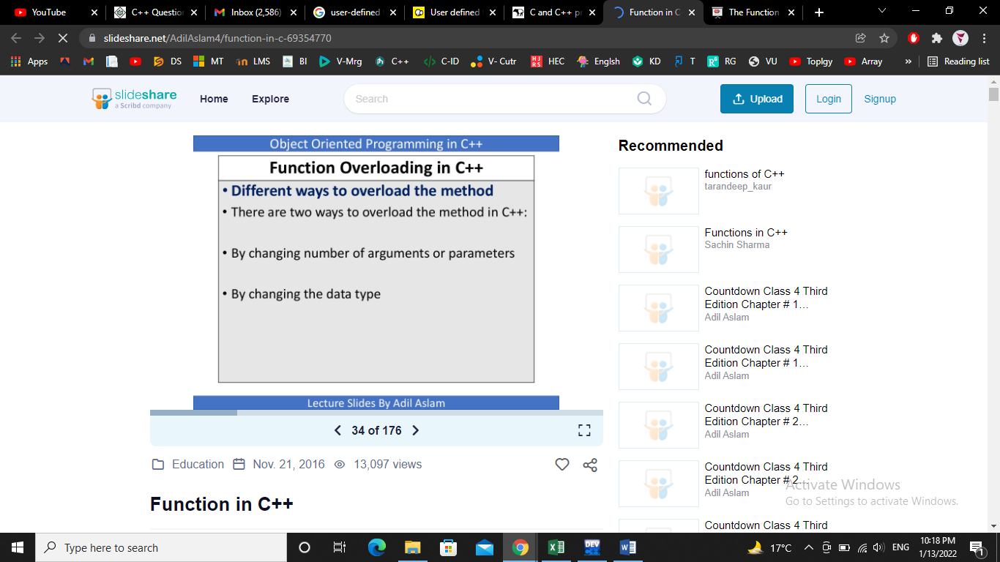 YouTube
C++ Question
Inbox (2,586)
user-defined
User defined
C and C++ pr
Function in C
The Function
slideshare.net/AdilAslam4/function-in-c-69354770
Apps
DS
MT
LMS
BI
V-Mrg
C++
C-ID
V- Cutr
HEC
English
KD
T
RG
VU
Toplgy
Array
»
Reading list
slideshare
a Scribd company
Home
Explore
Search
Upload
Login
Signup
Object Oriented Programming in C++
Function Overloading in C++
• Different ways to overload the method
• There are two ways to overload the method in C++:
• By changing number of arguments or parameters
• By changing the data type
Lecture Slides By Adil Aslam
34 of 176
Education
Nov. 21, 2016
13,097 views
Function in C++
Recommended
functions of C++
tarandeep_kaur
Functions in C++
Sachin Sharma
Countdown Class 4 Third
Edition Chapter # 1...
Adil Aslam
Countdown Class 4 Third
Edition Chapter # 1...
Adil Aslam
Countdown Class 4 Third
Edition Chapter # 2...
Adil Aslam
Countdown Class 4 Third
Edition Chapter # 2...
Adil Aslam
Countdown Class 4 Third
Activate Windows
Go to Settings to activate Windows.
Type here to search
DEV
17°C
ENG
10:18 PM
1/13/2022
1